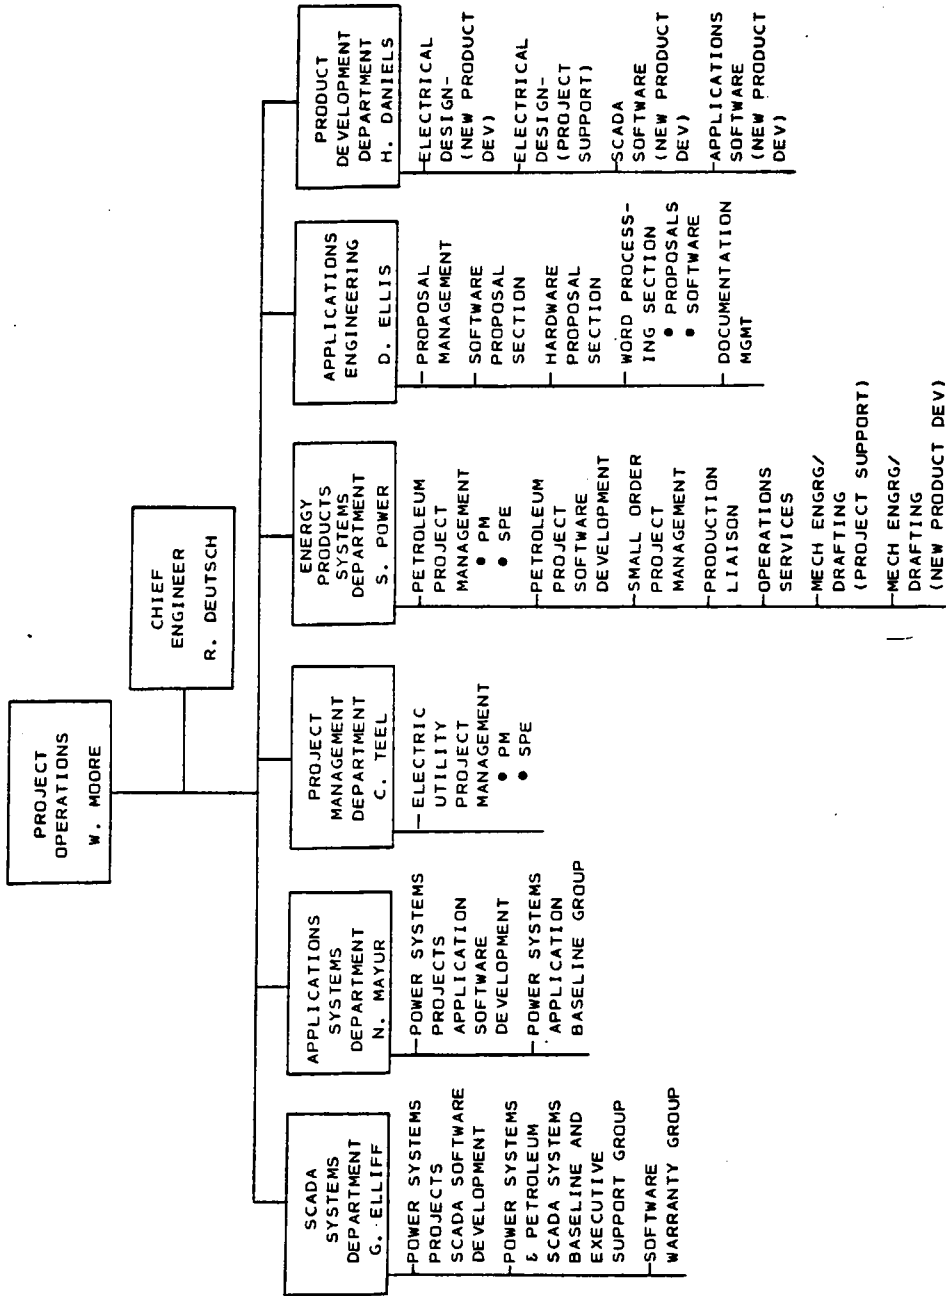 PROJECT
OPERATIONS
W. MOORE
CHIEF
ENGINEER
R. DEUTSCH
SCADA
SYSTEMS
DEPARTMENT
G. ELLIFF
POWER SYSTEMS
PROJECTS
SCADA SOFTWARE
DEVELOPMENT
POWER SYSTEMS
& PETROLEUM
SCADA SYSTEMS
BASELINE AND
EXECUTIVE
SUPPORT GROUP
SOFTWARE
WARRANTY GROUP
APPLICATIONS
SYSTEMS
DEPARTMENT
N. MAYUR
POWER SYSTEMS
PROJECTS
APPLICATION
SOFTWARE
DEVELOPMENT
POWER SYSTEMS
APPLICATION
BASELINE GROUP
PROJECT
MANAGEMENT
DEPARTMENT
C. TEEL
ELECTRIC
UTILITY
PROJECT
MANAGEMENT
● PM
● SPE
ENERGY
PRODUCTS
SYSTEMS
DEPARTMENT
S. POWER
PETROLEUM
PROJECT
MANAGEMENT
● PM
● SPE
PETROLEUM
PROJECT
SOFTWARE
DEVELOPMENT
SMALL ORDER
PROJECT
MANAGEMENT
PRODUCTION
LIAISON
OPERATIONS
SERVICES
MECH ENGRG/
DRAFTING
(PROJECT SUPPORT)
MECH ENGRG/
DRAFTING
(NEW PRODUCT DEV)
APPLICATIONS
ENGINEERING
D. ELLIS
PROPOSAL
MANAGEMENT
SOFTWARE
PROPOSAL
SECTION
HARDWARE
PROPOSAL
SECTION
WORD PROCESS-
ING SECTION
● PROPOSALS
● SOFTWARE
DOCUMENTATION
MGMT
PRODUCT
DEVELOPMENT
DEPARTMENT
H. DANIELS
ELECTRICAL
DESIGN-
(NEW PRODUCT
DEV)
ELECTRICAL
DESIGN-
(PROJECT
SUPPORT)
SCADA
SOFTWARE
(NEW PRODUCT
DEV)
APPLICATIONS
SOFTWARE
(NEW PRODUCT
DEV)